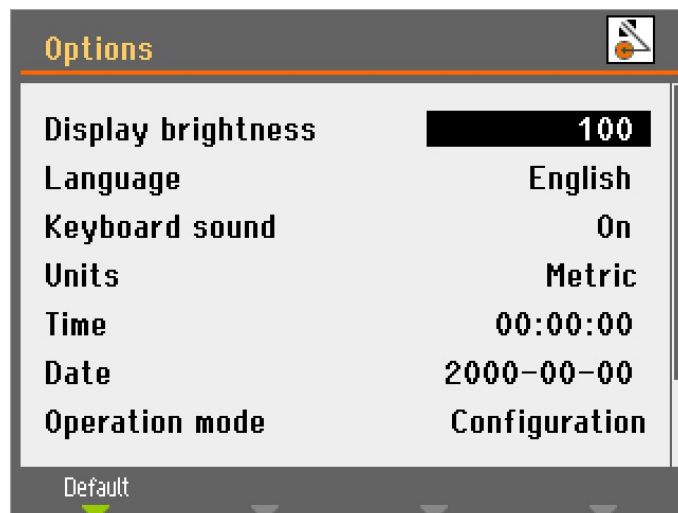 Options
Display brightness 100
Language English
Keyboard sound On
Units Metric
Time 00:00:00
Date 2000-00-00
Operation mode Configuration
Default